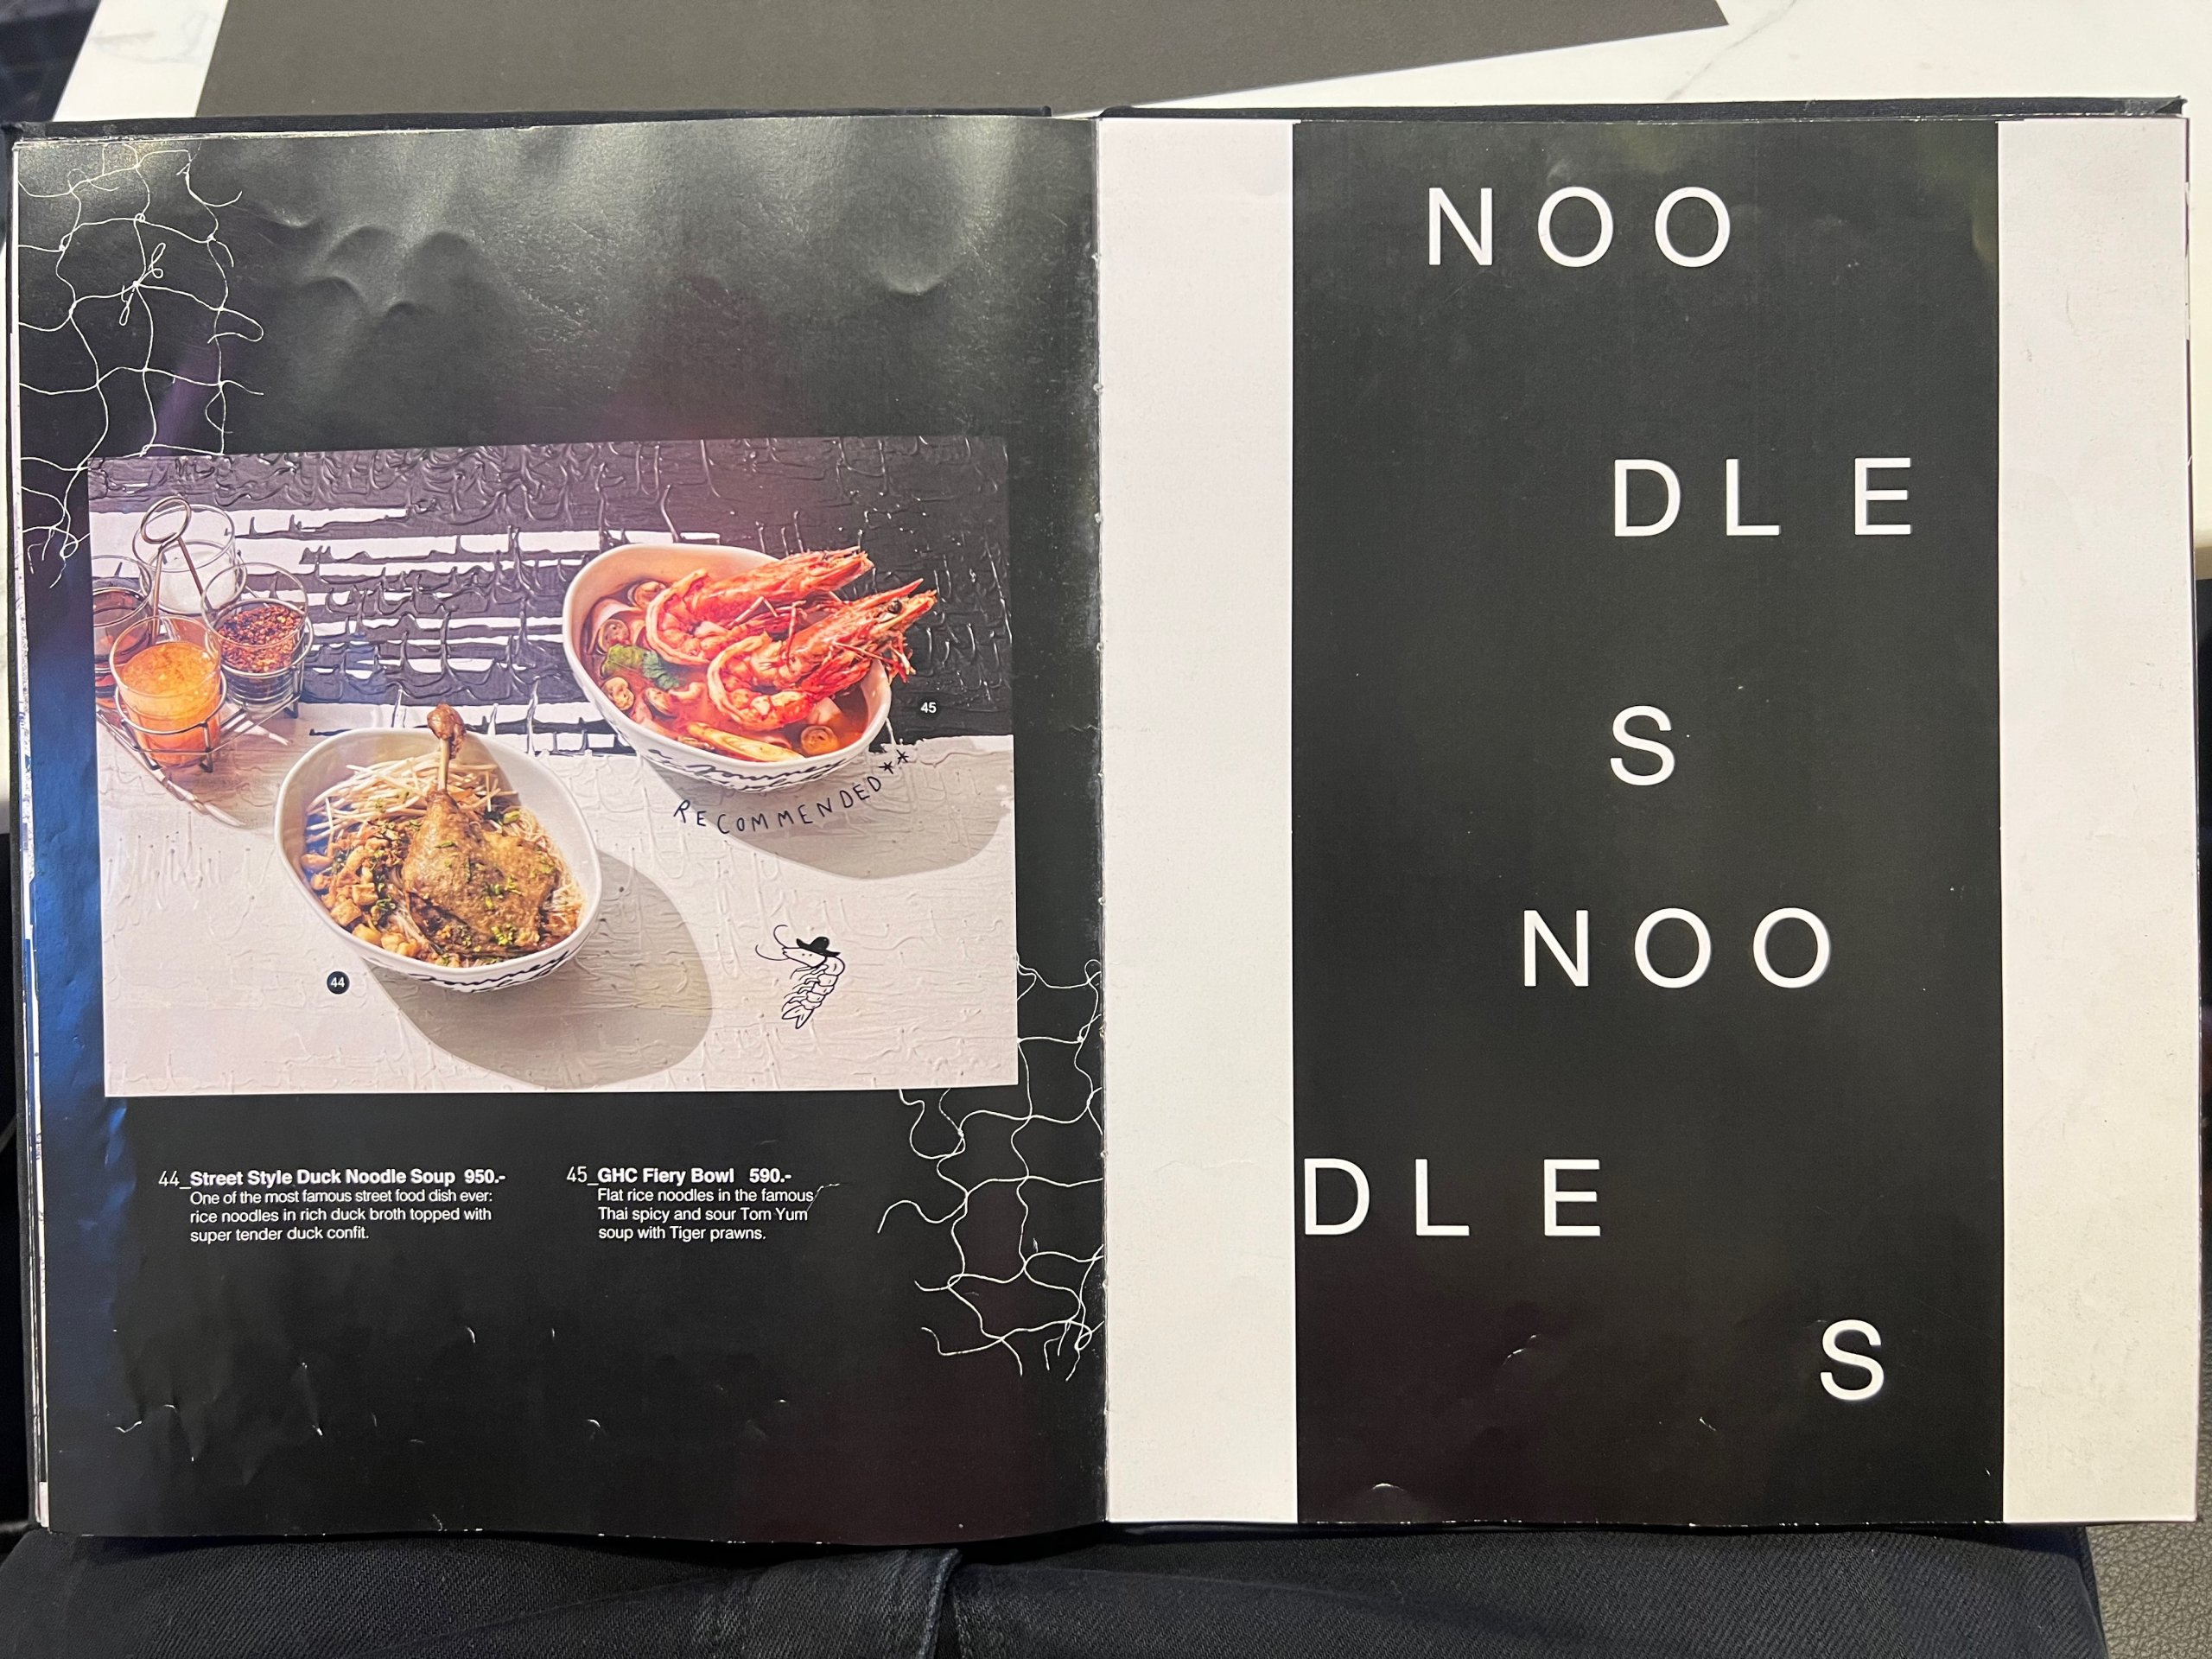 45
RECOMMENDED**
44
44_Street Style Duck Noodle Soup 950.-
One of the most famous street food dish ever:
rice noodles in rich duck broth topped with
super tender duck confit.
45_GHC Fiery Bowl 590.-
Flat rice noodles in the famous
Thai spicy and sour Tom Yum
soup with Tiger prawns.
NOO
DLE
S
NOO
DLE
S